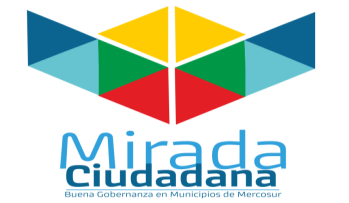 Mirada
Ciudadana
Buena Gobernanza en Municipios de Mercosur